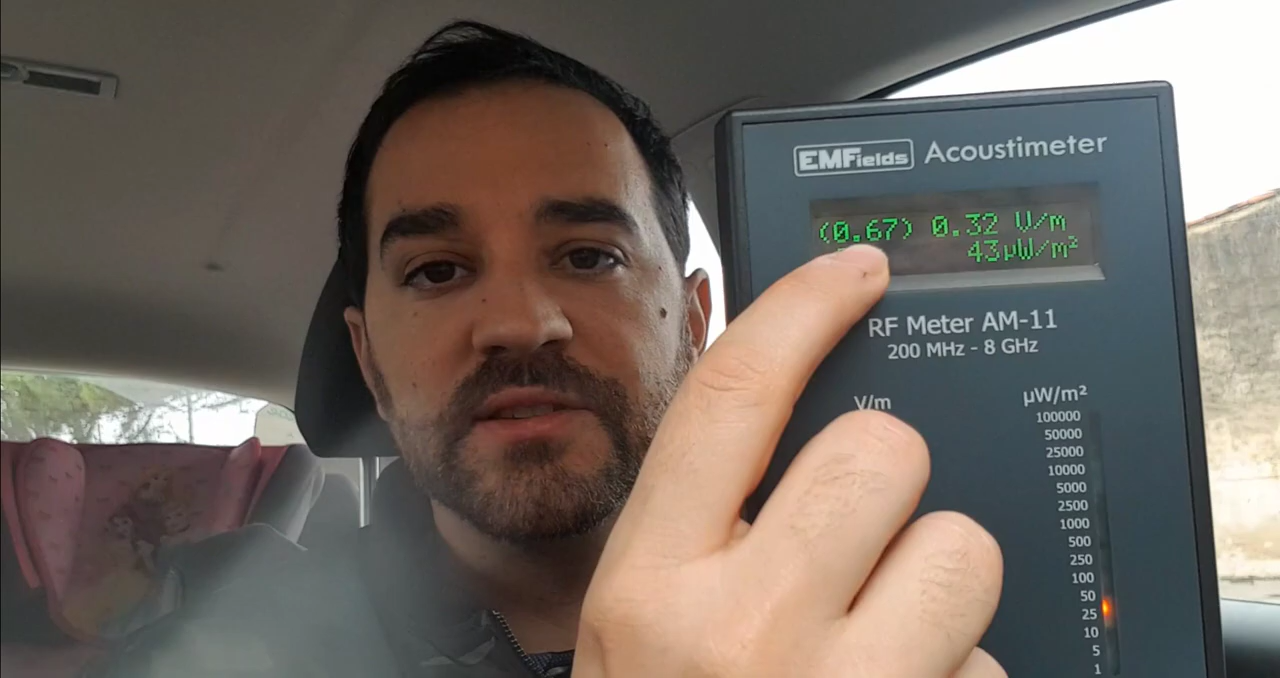 EMFields Acoustimeter
(0.67) 0.32 V/m
43µW/m²
RF Meter AM-11
200 MHz - 8 GHz
V/m
µW/m²
100000
50000
25000
10000
5000
2500
1000
500
250
100
50
25
10
5
1